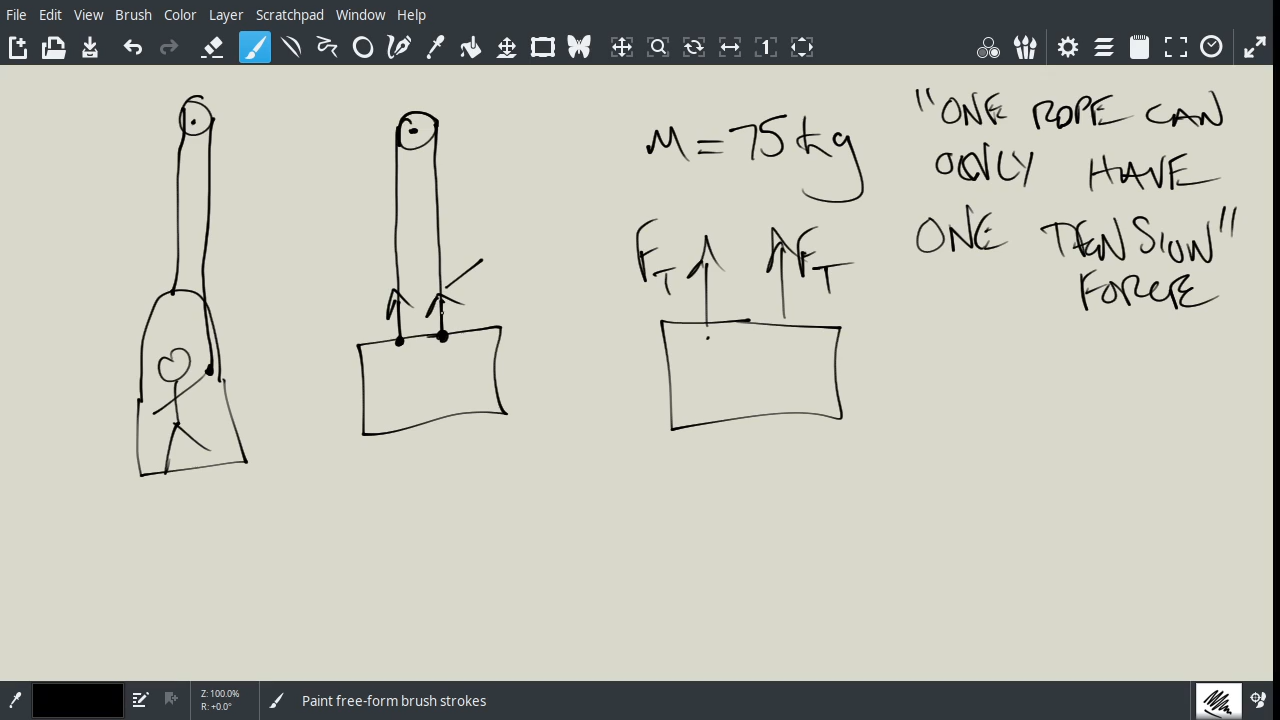 File Edit View Brush Color Layer Scratchpad Window Help
1
M = 75 kg
"ONE ROPE CAN
ONLY HAVE
ONE TENSION"
FORCE
FT FT
Z: 100.0%
R: +0.0°
Paint free-form brush strokes